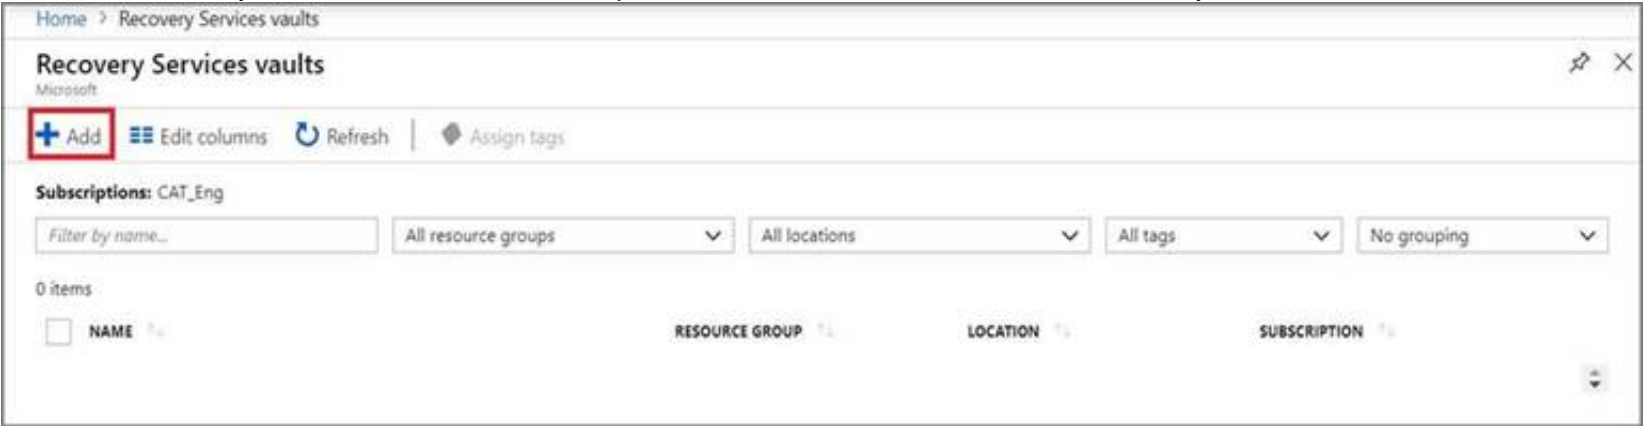 Home > Recovery Services vaults
Recovery Services vaults
Microsoft
Add Edit columns Refresh Assign tags
Subscriptions: CAT_Eng
Filter by name... All resource groups All locations All tags No grouping
0 items
NAME RESOURCE GROUP LOCATION SUBSCRIPTION